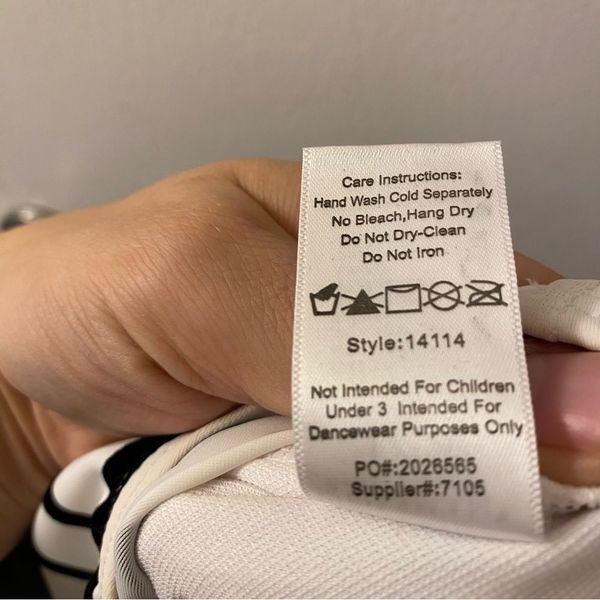 Care Instructions:
Hand Wash Cold Separately
No Bleach,Hang Dry
Do Not Dry-Clean
Do Not Iron
Style:14114
Not Intended For Children
Under 3 Intended For
Dancewear Purposes Only
PO#:2026565
Supplier#:7105